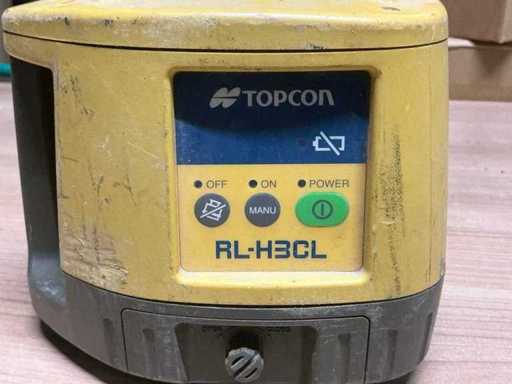 TOPCON
OFF ON POWER
MANU
RL-H3CL